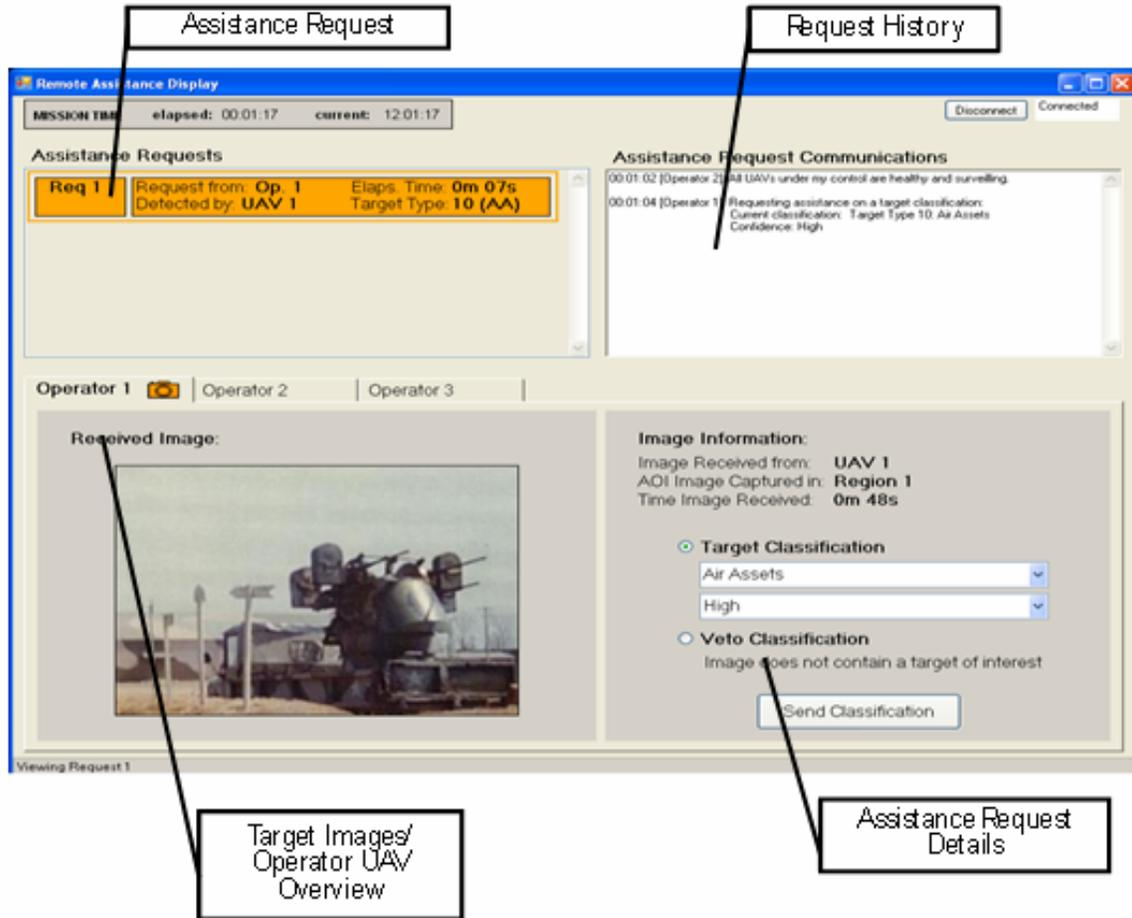 Assistance Request
Request History
Remote Assistance Display
MISSION TIME elapsed: 00:01:17 current: 12:01:17
Disconnect Connected
Assistance Requests
Req 1
Request from: Op. 1 Elaps. Time: 0m 07s
Detected by: UAV 1 Target Type: 10 (AA)
Assistance Request Communications
00:01:02 [Operator 2] All UAVs under my control are healthy and surveilling.
00:01:04 [Operator 1] Requesting assistance on a target classification:
Current classification: Target Type 10: Air Assets
Confidence: High
Operator 1 Operator 2 Operator 3
Received Image:
Image Information:
Image Received from: UAV 1
AOI Image Captured in: Region 1
Time Image Received: 0m 48s
Target Classification
Air Assets
High
Veto Classification
Image does not contain a target of interest
Send Classification
Viewing Request 1
Target Images/
Operator UAV
Overview
Assistance Request
Details